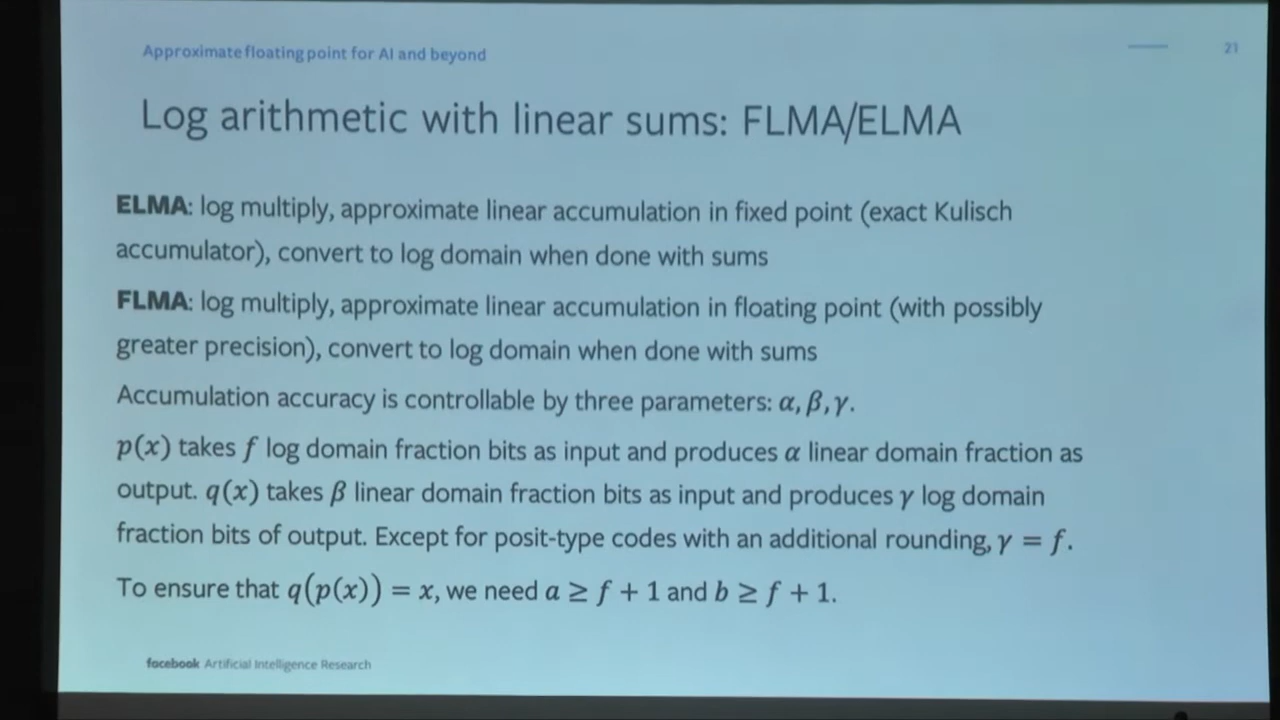 Approximate floating point for AI and beyond
21
Log arithmetic with linear sums: FLMA/ELMA
ELMA: log multiply, approximate linear accumulation in fixed point (exact Kulisch
accumulator), convert to log domain when done with sums
FLMA: log multiply, approximate linear accumulation in floating point (with possibly
greater precision), convert to log domain when done with sums
Accumulation accuracy is controllable by three parameters: α, β, γ.
p(x) takes f log domain fraction bits as input and produces α linear domain fraction as
output. q(x) takes β linear domain fraction bits as input and produces γ log domain
fraction bits of output. Except for posit-type codes with an additional rounding, γ = f.
To ensure that q(p(x)) = x, we need a ≥ f + 1 and b ≥ f + 1.
facebook Artificial Intelligence Research